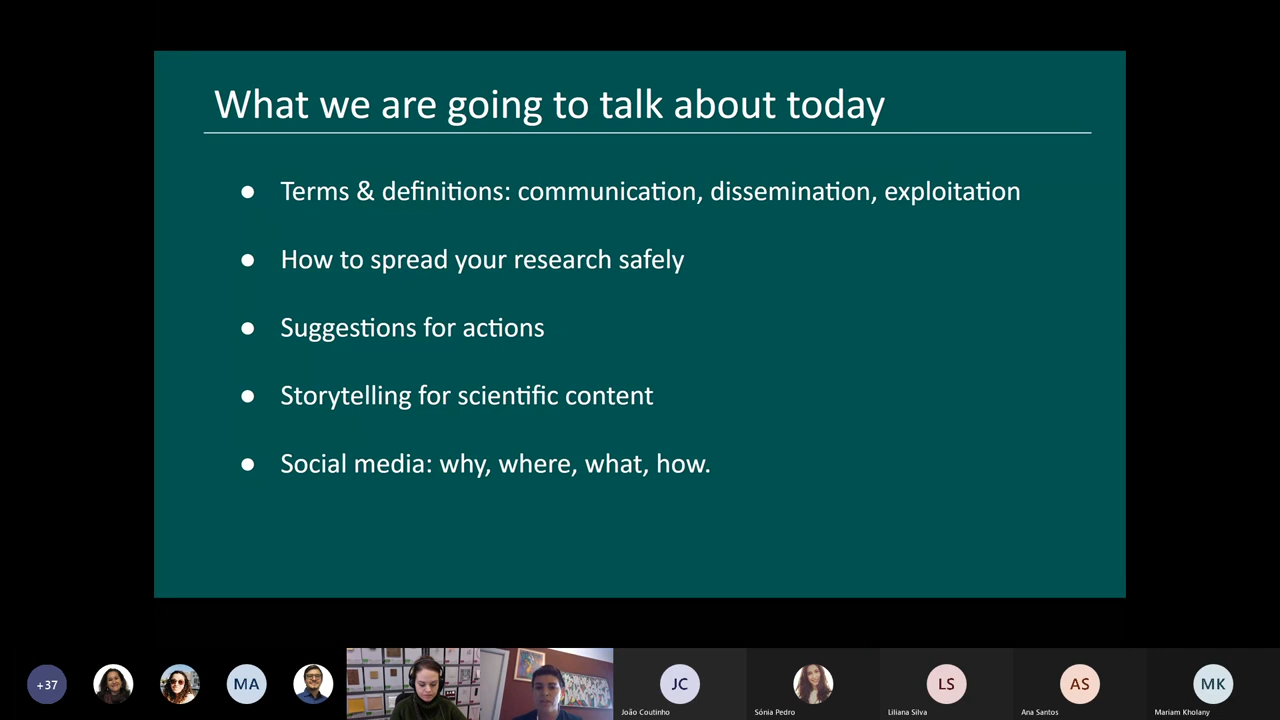 What we are going to talk about today
● Terms & definitions: communication, dissemination, exploitation
● How to spread your research safely
● Suggestions for actions
● Storytelling for scientific content
● Social media: why, where, what, how.
+37
MA
JC
LS
AS
MK
João Coutinho
Sónia Pedro
Liliana Silva
Ana Santos
Mariam Kholany